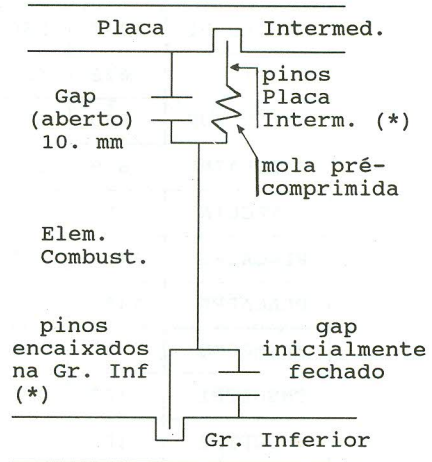 Placa Intermed.
Gap
(aberto)
10. mm
pinos
Placa
Interm. (*)
mola pré-
comprimida
Elem.
Combust.
pinos
encaixados
na Gr. Inf
(*)
gap
inicialmente
fechado
Gr. Inferior